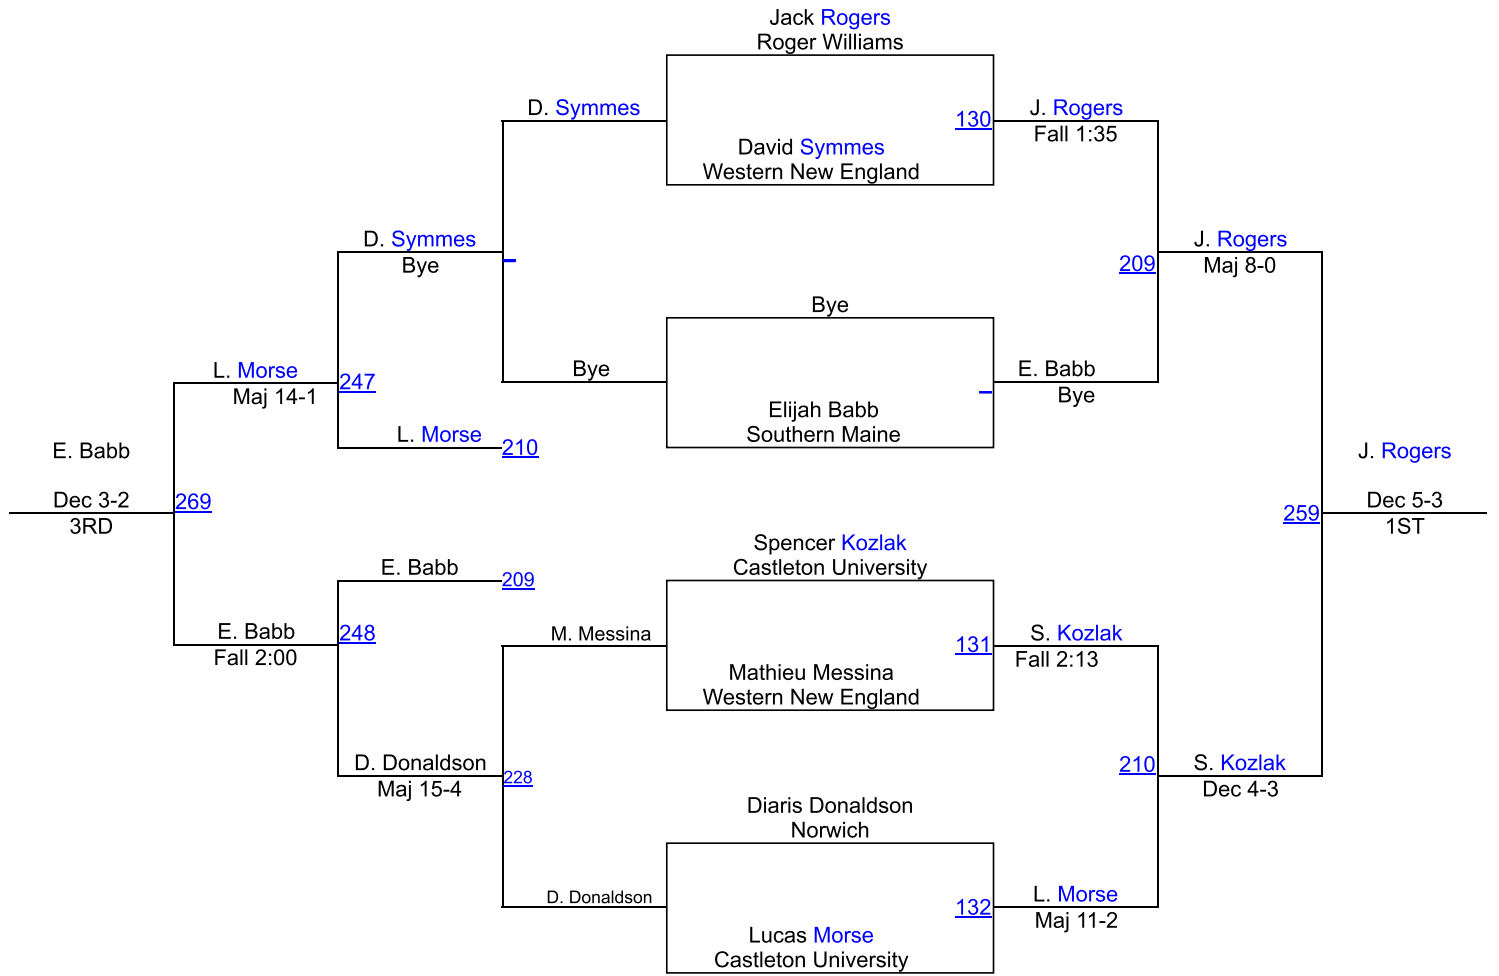 Jack Rogers
Roger Williams
D. Symmes
130
J. Rogers
Fall 1:35
David Symmes
Western New England
D. Symmes
Bye
J. Rogers
209
Maj 8-0
Bye
Bye
E. Babb
Bye
L. Morse
247
Maj 14-1
Elijah Babb
Southern Maine
L. Morse
210
E. Babb
Dec 3-2
269
3RD
J. Rogers
Dec 5-3
259
1ST
Spencer Kozlak
Castleton University
E. Babb
209
E. Babb
248
Fall 2:00
M. Messina
131
S. Kozlak
Fall 2:13
Mathieu Messina
Western New England
D. Donaldson
228
Maj 15-4
210
S. Kozlak
Dec 4-3
Diaris Donaldson
Norwich
D. Donaldson
132
L. Morse
Maj 11-2
Lucas Morse
Castleton University